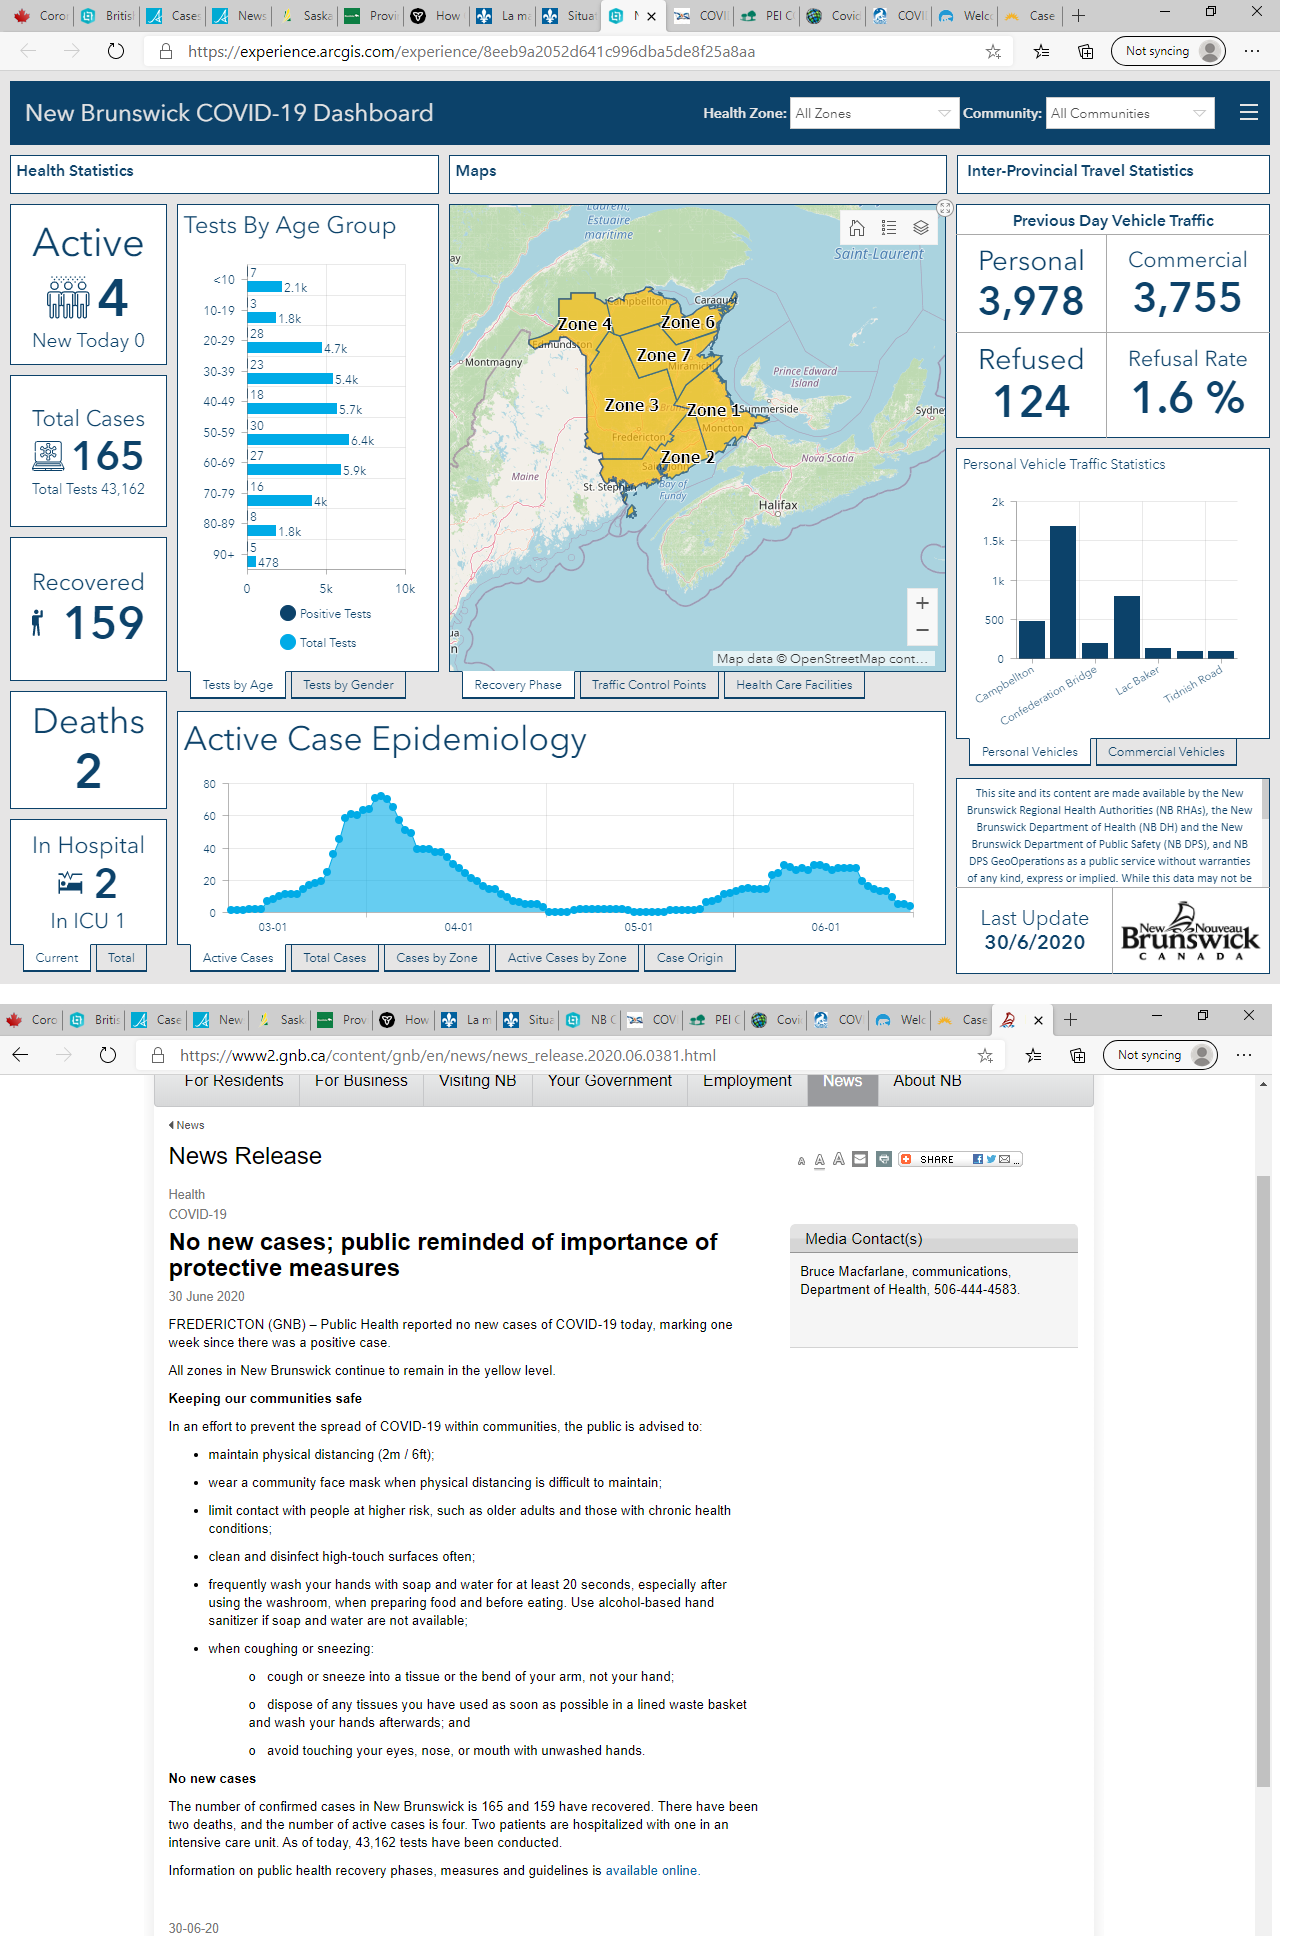 Coror
Britis
Case:
News
Saska
Provi
How
La ma
Situat
N
COVI
PEI C
Covid
COVI
Welco
Case
https://experience.arcgis.com/experience/8eeb9a2052d641c996dba5de8f25a8aa
Not syncing
New Brunswick COVID-19 Dashboard
Health Zone: All Zones
Community: All Communities
Health Statistics
Maps
Inter-Provincial Travel Statistics
Active
4
New Today 0
Total Cases
165
Total Tests 43,162
Recovered
159
Deaths
2
In Hospital
2
In ICU 1
Current
Total
Tests By Age Group
<10 7 2.1k
10-19 3 1.8k
20-29 28 4.7k
30-39 23 5.4k
40-49 18 5.7k
50-59 30 6.4k
60-69 27 5.9k
70-79 16 4k
80-89 8 1.8k
90+ 5 478
0 5k 10k
Positive Tests
Total Tests
Tests by Age
Tests by Gender
Laurent,
Estuaire
maritime
Saint-Laurent
ay
Campbellton
Caraquet
Zone 4
Zone 6
Edmundston
Zone 7
Montmagny
Miramichi
Prince Edward
Island
Zone 3
Zone 1
Summerside
Sydne
Fredericton
Moncton
Zone 2
Nova Scotia
Maine
St. Stephen
Bay of
Fundy
Halifax
ua
n
+
−
Map data © OpenStreetMap cont...
Recovery Phase
Traffic Control Points
Health Care Facilities
Active Case Epidemiology
80
60
40
20
0
03-01 04-01 05-01 06-01
Active Cases
Total Cases
Cases by Zone
Active Cases by Zone
Case Origin
Previous Day Vehicle Traffic
Personal
3,978
Commercial
3,755
Refused
124
Refusal Rate
1.6 %
Personal Vehicle Traffic Statistics
2k
1.5k
1k
500
0
Campbellton
Confederation Bridge
Lac Baker
Tidnish Road
Personal Vehicles
Commercial Vehicles
This site and its content are made available by the New
Brunswick Regional Health Authorities (NB RHAs), the New
Brunswick Department of Health (NB DH) and the New
Brunswick Department of Public Safety (NB DPS), and NB
DPS GeoOperations as a public service without warranties
of any kind, express or implied. While this data may not be
Last Update
30/6/2020
New Nouveau
Brunswick
CANADA
Corc
Britis
Case
New
Sask
Prov
How
La m
Situa
NB C
COV
PEI C
Covi
COV
Welc
Case
https://www2.gnb.ca/content/gnb/en/news/news_release.2020.06.0381.html
Not syncing
For Residents
For Business
Visiting NB
Your Government
Employment
News
About NB
News
News Release
A A A
SHARE
Health
COVID-19
No new cases; public reminded of importance of
protective measures
30 June 2020
Media Contact(s)
Bruce Macfarlane, communications,
Department of Health, 506-444-4583.
FREDERICTON (GNB) – Public Health reported no new cases of COVID-19 today, marking one
week since there was a positive case.
All zones in New Brunswick continue to remain in the yellow level.
Keeping our communities safe
In an effort to prevent the spread of COVID-19 within communities, the public is advised to:
• maintain physical distancing (2m / 6ft);
• wear a community face mask when physical distancing is difficult to maintain;
• limit contact with people at higher risk, such as older adults and those with chronic health
conditions;
• clean and disinfect high-touch surfaces often;
• frequently wash your hands with soap and water for at least 20 seconds, especially after
using the washroom, when preparing food and before eating. Use alcohol-based hand
sanitizer if soap and water are not available;
• when coughing or sneezing:
o cough or sneeze into a tissue or the bend of your arm, not your hand;
o dispose of any tissues you have used as soon as possible in a lined waste basket
and wash your hands afterwards; and
o avoid touching your eyes, nose, or mouth with unwashed hands.
No new cases
The number of confirmed cases in New Brunswick is 165 and 159 have recovered. There have been
two deaths, and the number of active cases is four. Two patients are hospitalized with one in an
intensive care unit. As of today, 43,162 tests have been conducted.
Information on public health recovery phases, measures and guidelines is available online.
30-06-20